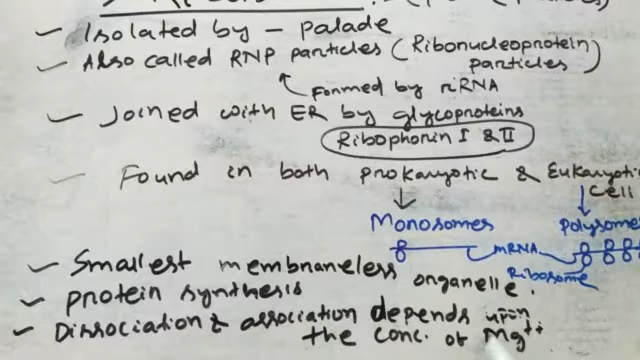 — Isolated by - palade
— Also called RNP particles (Ribonucleoprotein particles)
Formed by rRNA
— Joined with ER by glycoproteins
Ribophorin I & II
— Found in both prokaryotic & Eukaryotic cell
Monosomes
Polysome
mRNA
Ribosome
— Smallest membraneless organelle.
— protein synthesis
— Dissociation & association depends upon
the conc. of Mg++